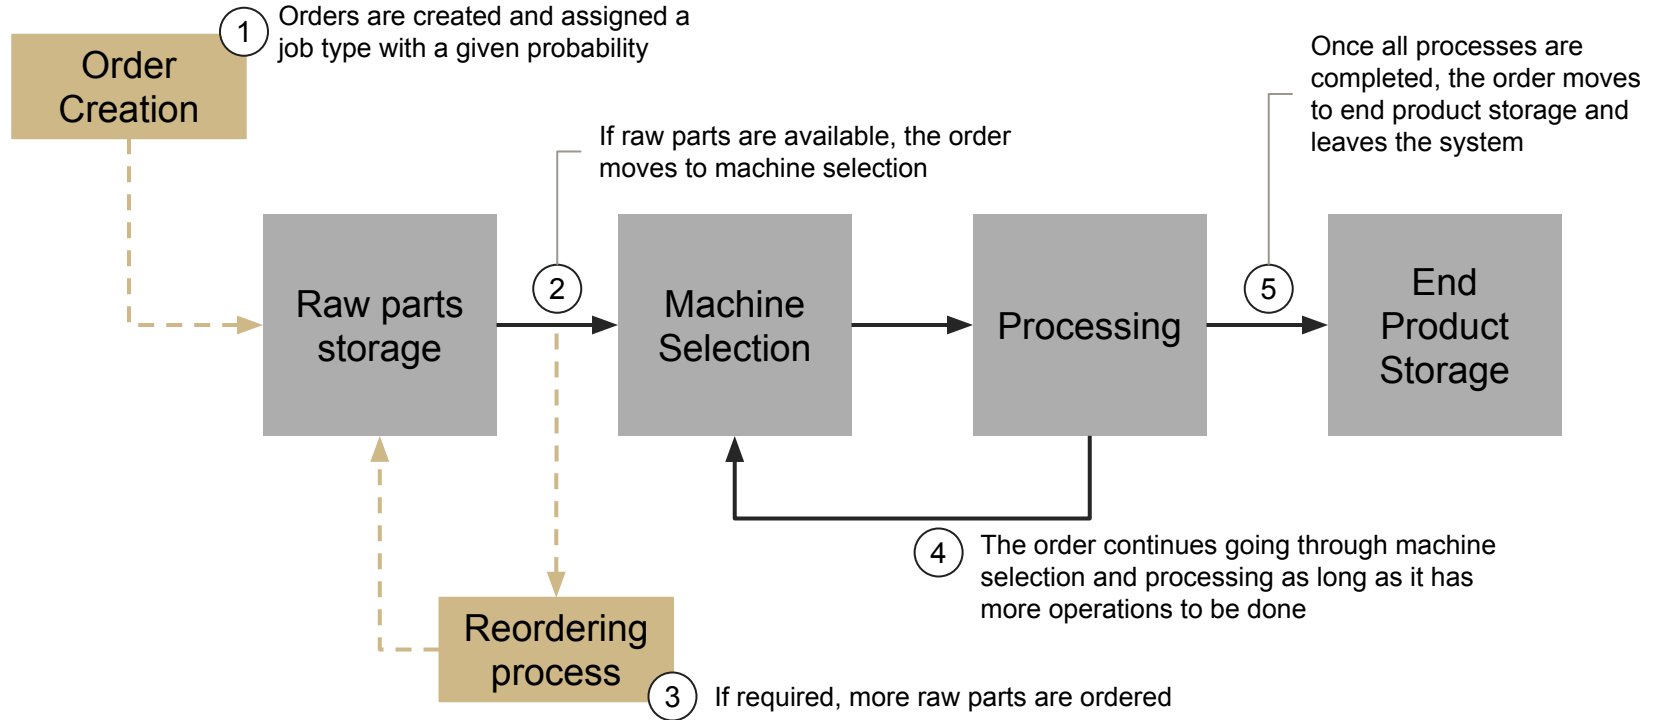 1
Orders are created and assigned a
job type with a given probability
Order
Creation
Once all processes are
completed, the order moves
to end product storage and
leaves the system
If raw parts are available, the order
moves to machine selection
2
5
Raw parts
storage
Machine
Selection
Processing
End
Product
Storage
4
The order continues going through machine
selection and processing as long as it has
more operations to be done
Reordering
process
3
If required, more raw parts are ordered